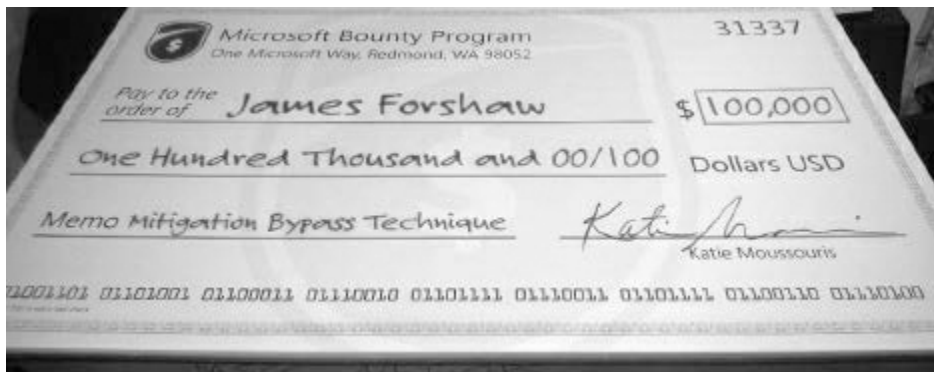 Microsoft Bounty Program
31337
One Microsoft Way, Redmond, WA 98052
Pay to the order of James Forshaw $ 100,000
One Hundred Thousand and 00/100 Dollars USD
Memo Mitigation Bypass Technique
Katie Moussouris
01001101 01101001 01100011 01110010 01101111 01110011 01101111 01100110 01110100